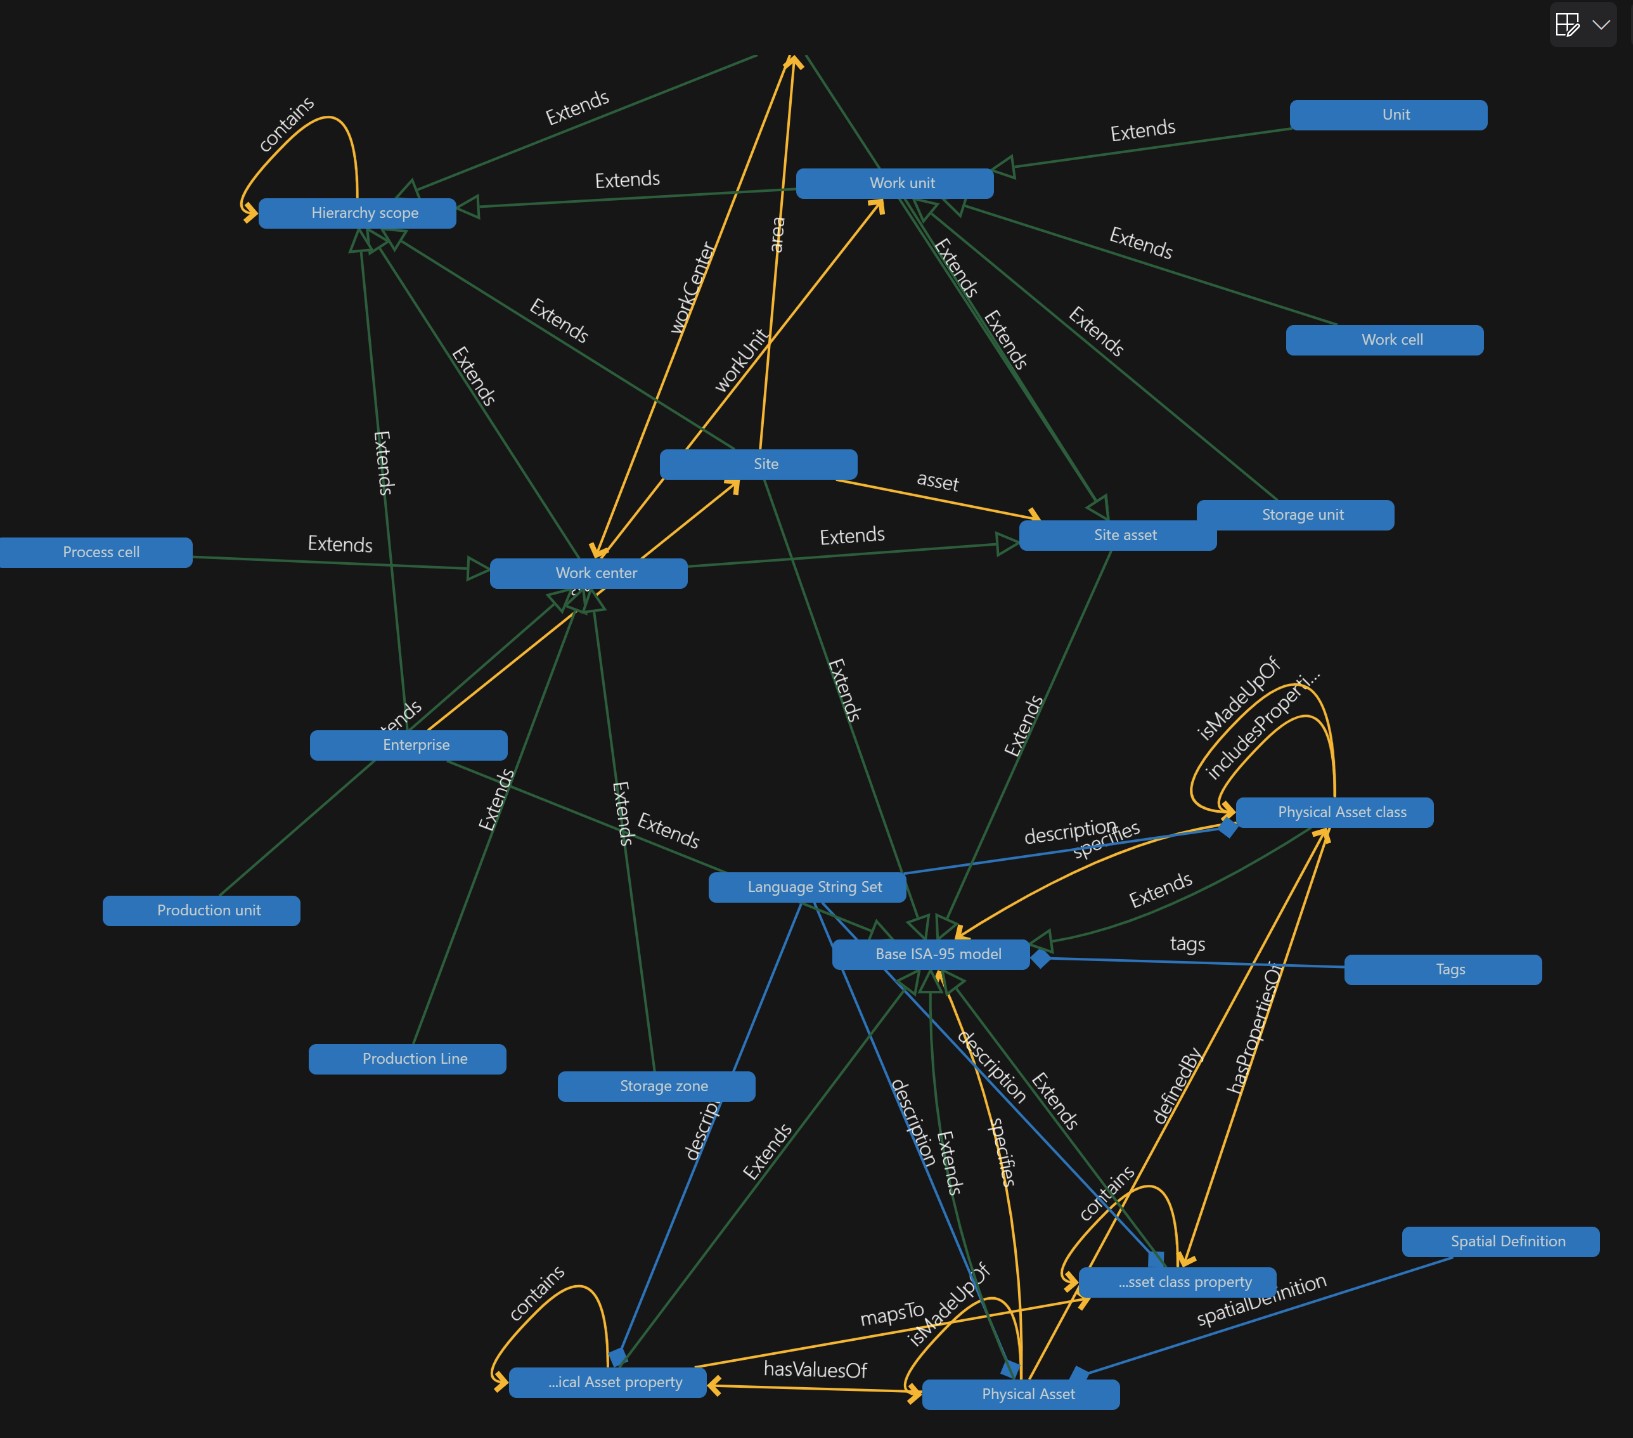 contains
Extends
Unit
Extends
Work unit
Extends
Hierarchy scope
area
workCenter
Extends
Extends
Extends
Extends
Extends
Work cell
workUnit
Extends
Extends
Site
asset
Storage unit
Site asset
Extends
Extends
Process cell
Extends
Work center
isMadeUpOf
includesProperti...
Extends
Extends
tends
Enterprise
Extends
Extends
Extends
Physical Asset class
description
specifies
Language String Set
Extends
Production unit
tags
Base ISA-95 model
Tags
hasPropertiesOf
Production Line
description
Extends
definedBy
Storage zone
descrip
Extends
description
Extends
specifies
contains
Spatial Definition
...sset class property
contains
isMadeUpOf
mapsTo
spatialDefinition
...ical Asset property
hasValuesOf
Physical Asset